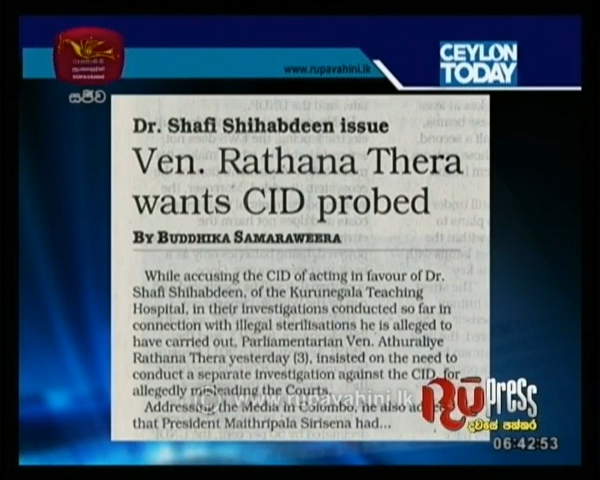 www.rupavahini.lk
CEYLON
TODAY
සජීව
Dr. Shafi Shihabdeen issue
Ven. Rathana Thera
wants CID probed
BY BUDDHIKA SAMARAWEERA
While accusing the CID of acting in favour of Dr.
Shafi Shihabdeen, of the Kurunegala Teaching
Hospital, in their investigations conducted so far in
connection with illegal sterilisations he is alleged to
have carried out, Parliamentarian Ven. Athuraliye
Rathana Thera yesterday (3), insisted on the need to
conduct a separate investigation against the CID, for
allegedly misleading the Courts.
www.rupavahini.lk
Addressing the Media in Colombo, he also
that President Maithripala Sirisena had...
රූ PRESS
දවසේ පත්තර
06:42:53